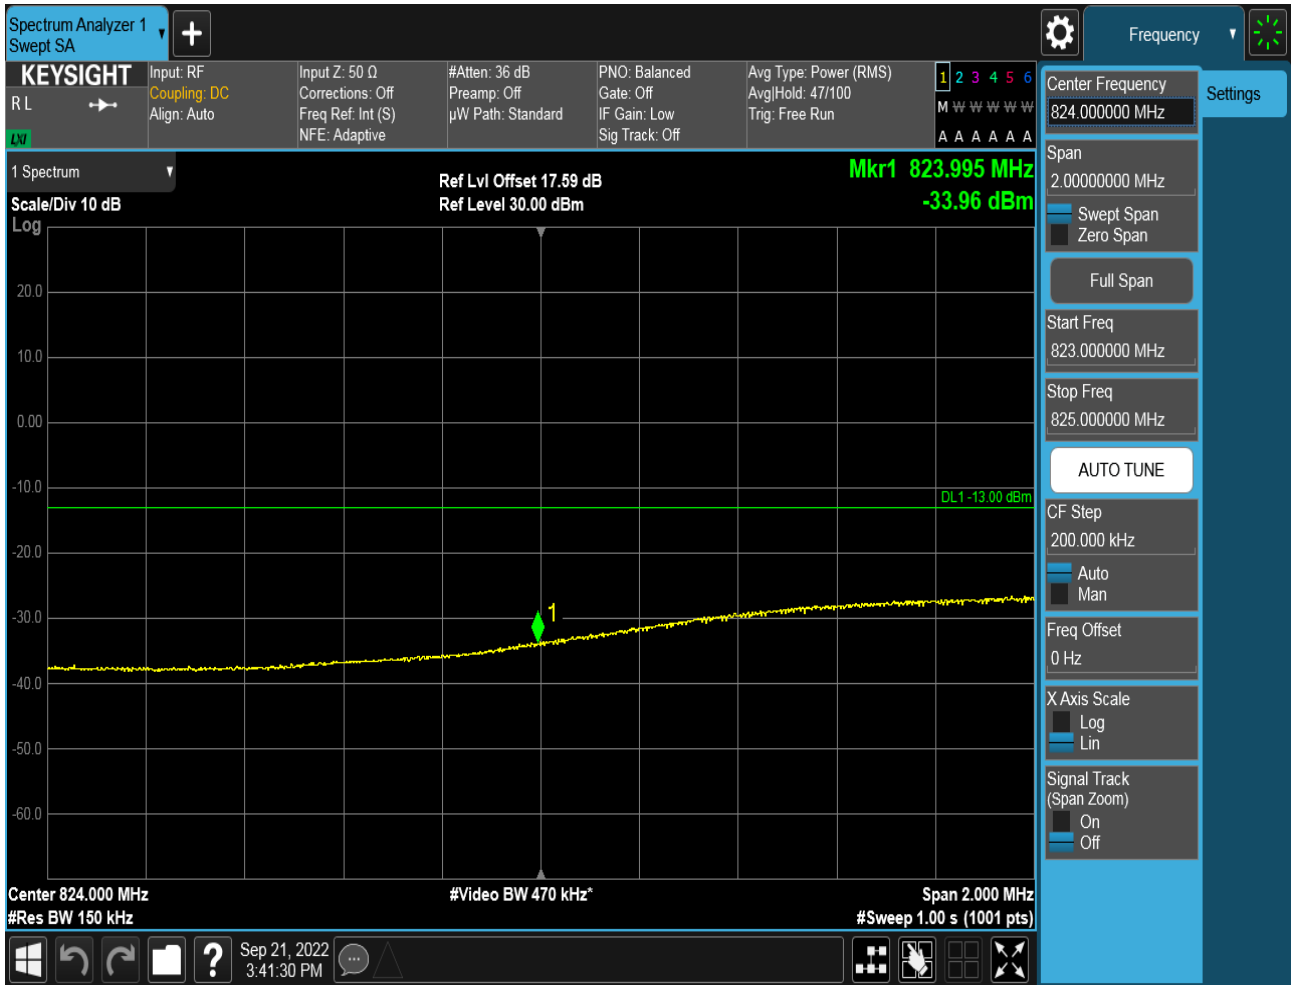 Spectrum Analyzer 1
Swept SA
Frequency
KEYSIGHT
R L
LXI
Input: RF
Coupling: DC
Align: Auto
Input Z: 50 Ω
Corrections: Off
Freq Ref: Int (S)
NFE: Adaptive
#Atten: 36 dB
Preamp: Off
µW Path: Standard
PNO: Balanced
Gate: Off
IF Gain: Low
Sig Track: Off
Avg Type: Power (RMS)
Avg|Hold: 47/100
Trig: Free Run
1 2 3 4 5 6
M W W W W W
A A A A A A
Center Frequency
824.000000 MHz
Settings
1 Spectrum
Scale/Div 10 dB
Log
Ref Lvl Offset 17.59 dB
Ref Level 30.00 dBm
Mkr1 823.995 MHz
-33.96 dBm
20.0
10.0
0.00
-10.0
-20.0
-30.0
-40.0
-50.0
-60.0
DL1 -13.00 dBm
1
Center 824.000 MHz
#Res BW 150 kHz
#Video BW 470 kHz*
Span 2.000 MHz
#Sweep 1.00 s (1001 pts)
Span
2.00000000 MHz
Swept Span
Zero Span
Full Span
Start Freq
823.000000 MHz
Stop Freq
825.000000 MHz
AUTO TUNE
CF Step
200.000 kHz
Auto
Man
Freq Offset
0 Hz
X Axis Scale
Log
Lin
Signal Track
(Span Zoom)
On
Off
?
Sep 21, 2022
3:41:30 PM